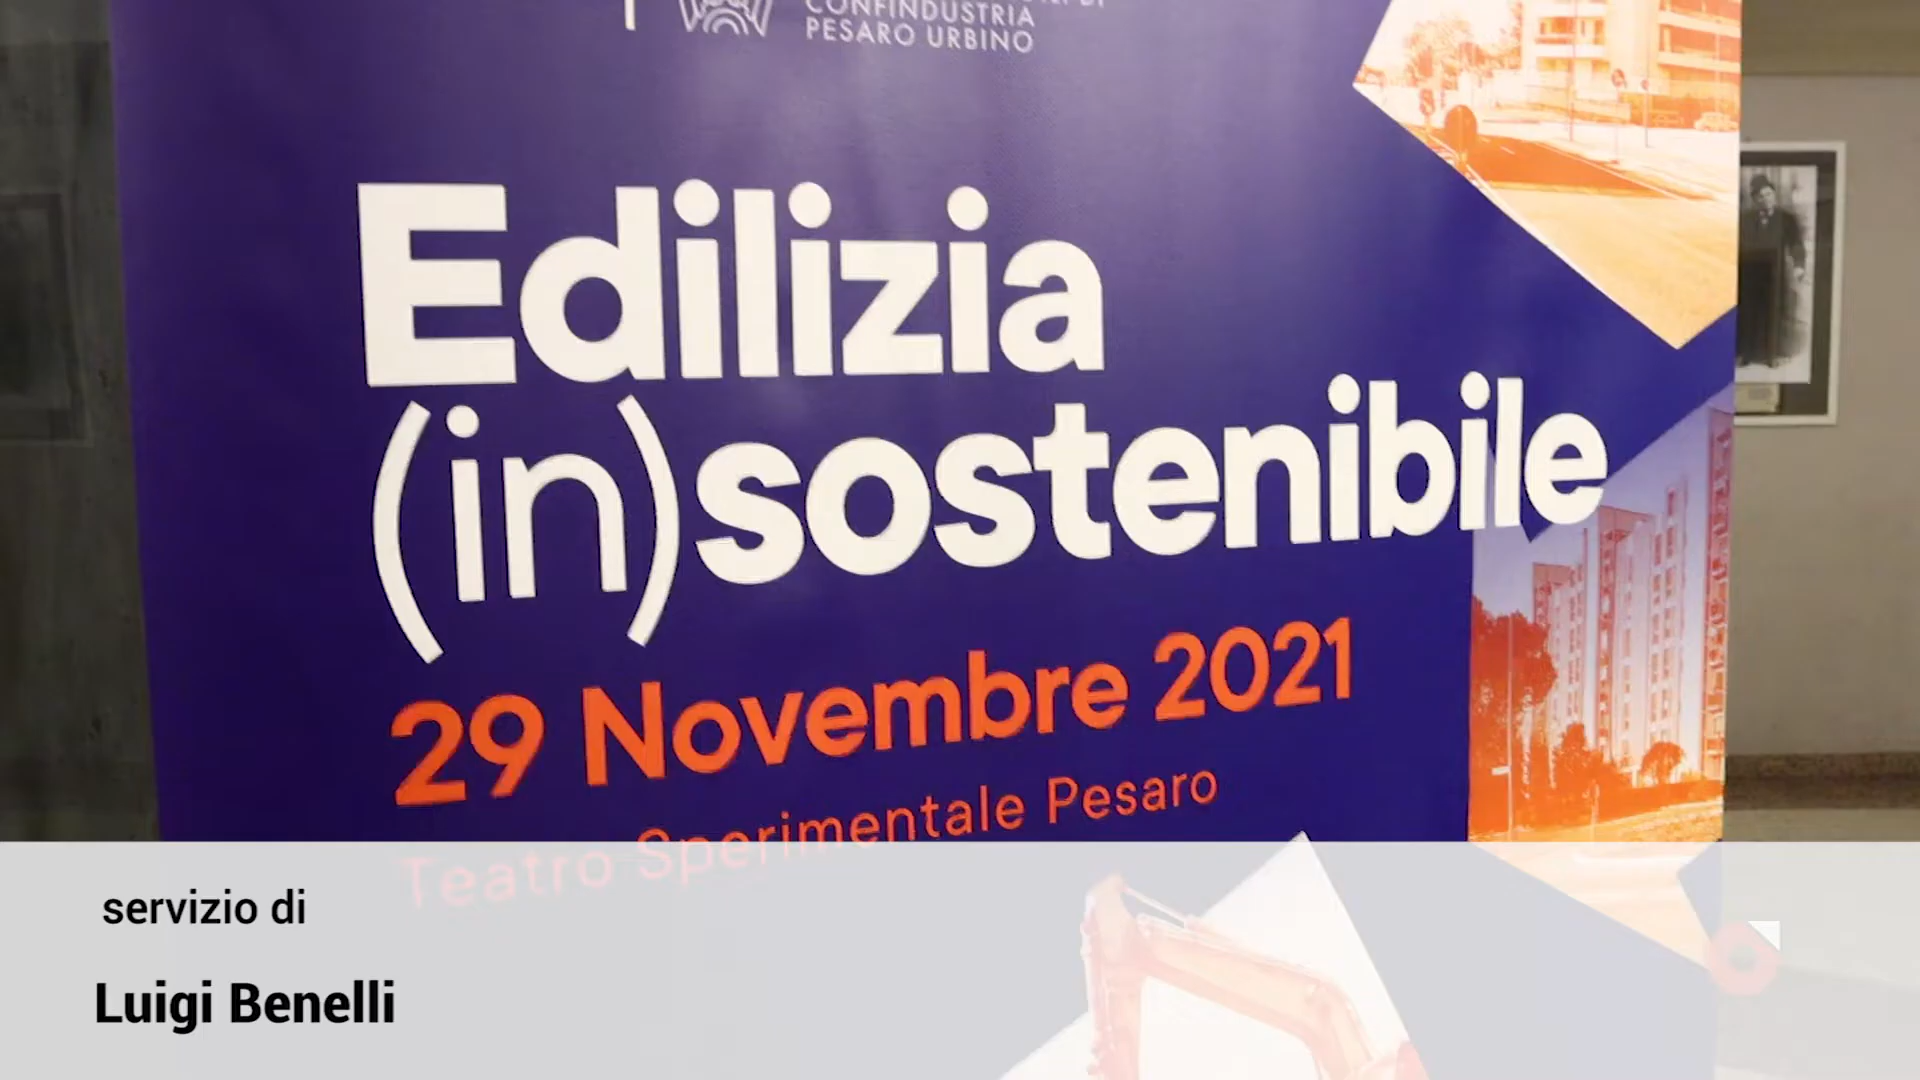 CONFINDUSTRIA
PESARO URBINO
Edilizia
(in)sostenibile
29 Novembre 2021
Teatro Sperimentale Pesaro
servizio di
Luigi Benelli